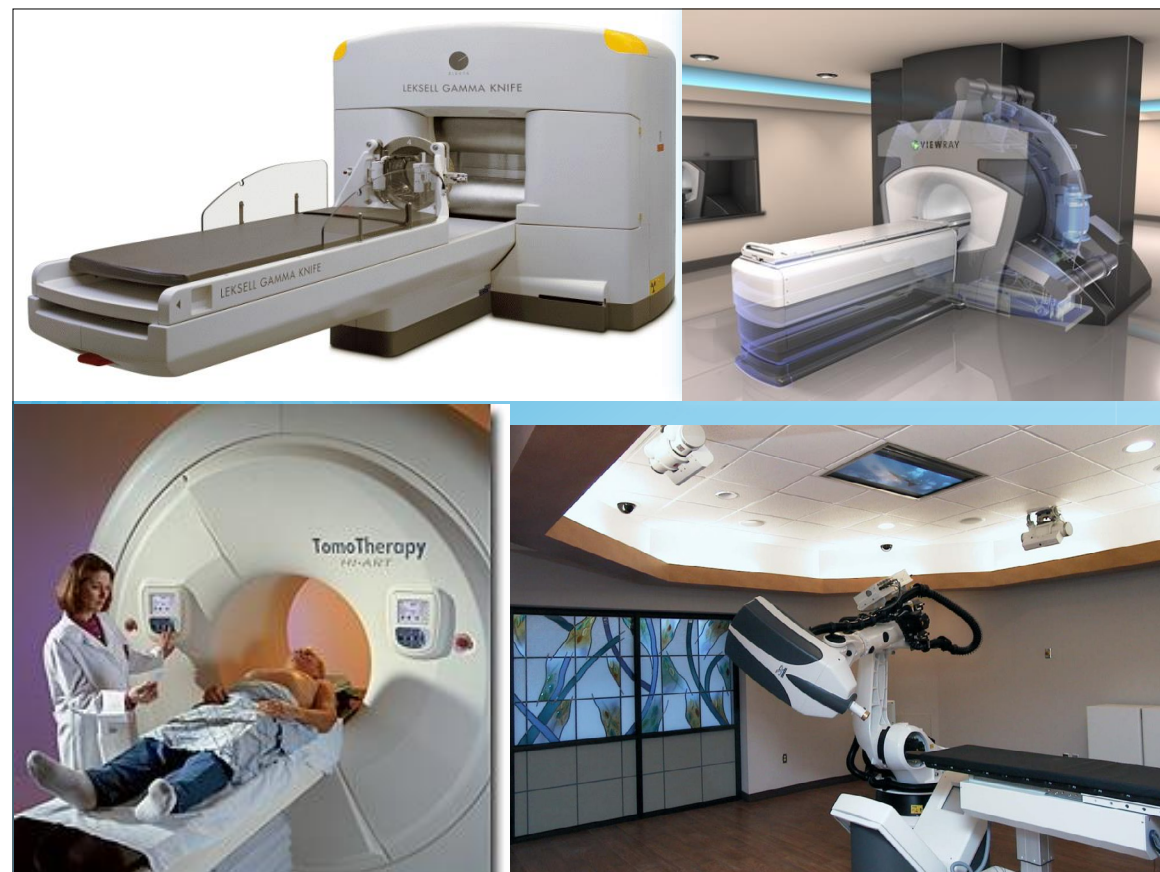 LEKSELL GAMMA KNIFE
LEKSELL GAMMA KNIFE
VIEWRAY
TomoTherapy
HI·ART